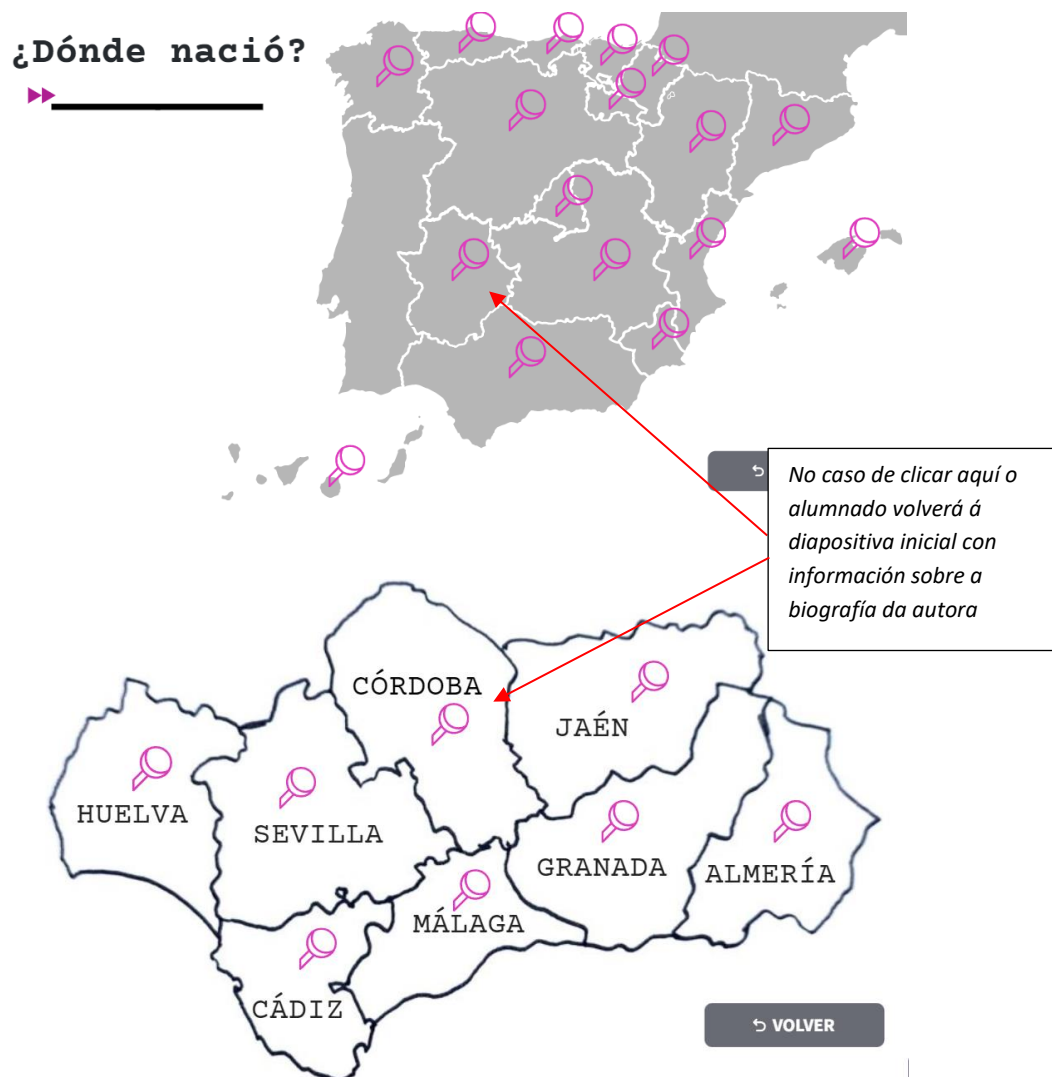 ¿Dónde nació?
No caso de clicar aquí o
alumnado volverá á
diapositiva inicial con
información sobre a
biografía da autora
CÓRDOBA
JAÉN
HUELVA
SEVILLA
GRANADA
ALMERÍA
MÁLAGA
CÁDIZ
VOLVER